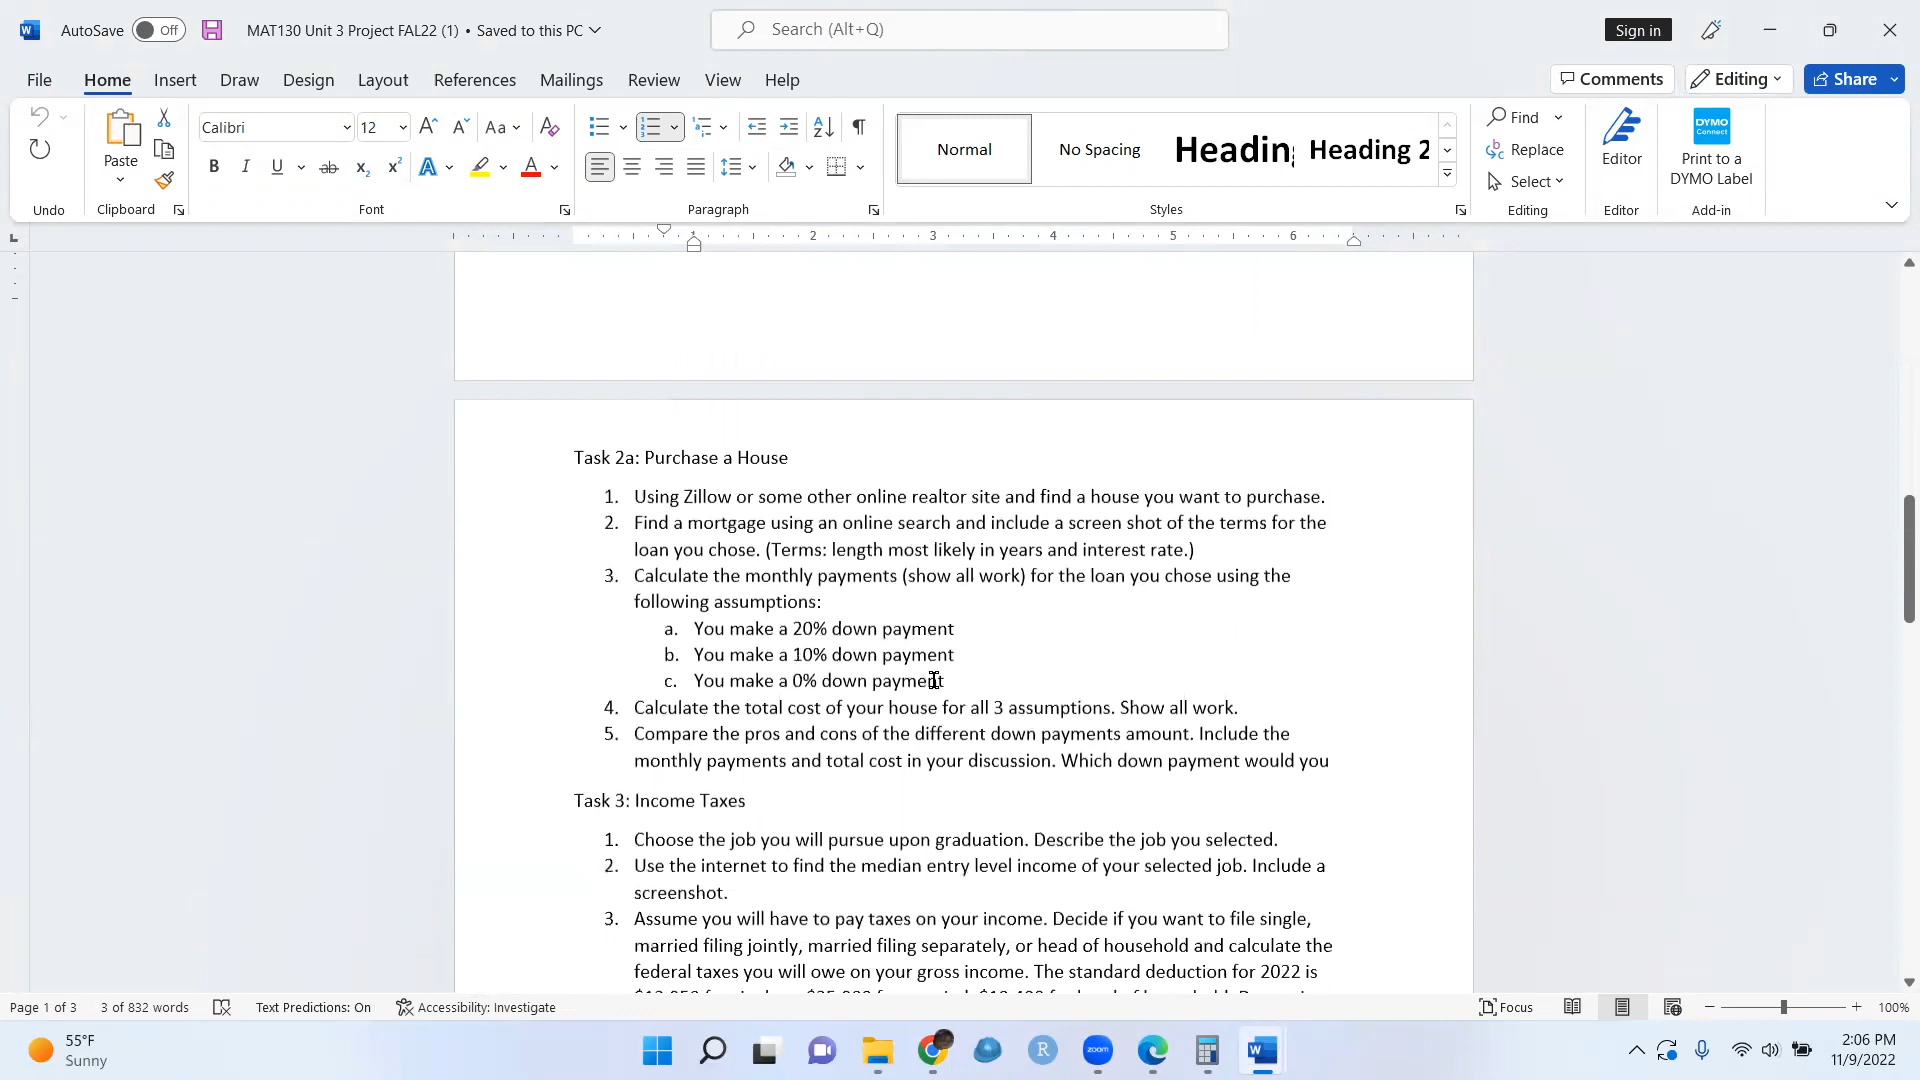 AutoSave Off MAT130 Unit 3 Project FAL22 (1) • Saved to this PC Search (Alt+Q) Sign in
File Home Insert Draw Design Layout References Mailings Review View Help Comments Editing Share
Calibri 12 A A Aa A Normal No Spacing Heading Heading 2 Find
Paste Replace Editor Print to a
B I U ab x₂ x² A A Select DYMO Label
Undo Clipboard Font Paragraph Styles Editing Editor Add-in
1 2 3 4 5 6
Task 2a: Purchase a House
1. Using Zillow or some other online realtor site and find a house you want to purchase.
2. Find a mortgage using an online search and include a screen shot of the terms for the
loan you chose. (Terms: length most likely in years and interest rate.)
3. Calculate the monthly payments (show all work) for the loan you chose using the
following assumptions:
a. You make a 20% down payment
b. You make a 10% down payment
c. You make a 0% down payment
4. Calculate the total cost of your house for all 3 assumptions. Show all work.
5. Compare the pros and cons of the different down payments amount. Include the
monthly payments and total cost in your discussion. Which down payment would you
Task 3: Income Taxes
1. Choose the job you will pursue upon graduation. Describe the job you selected.
2. Use the internet to find the median entry level income of your selected job. Include a
screenshot.
3. Assume you will have to pay taxes on your income. Decide if you want to file single,
married filing jointly, married filing separately, or head of household and calculate the
federal taxes you will owe on your gross income. The standard deduction for 2022 is
Page 1 of 3 3 of 832 words Text Predictions: On Accessibility: Investigate Focus 100%
55°F
Sunny
zoom
2:06 PM
11/9/2022